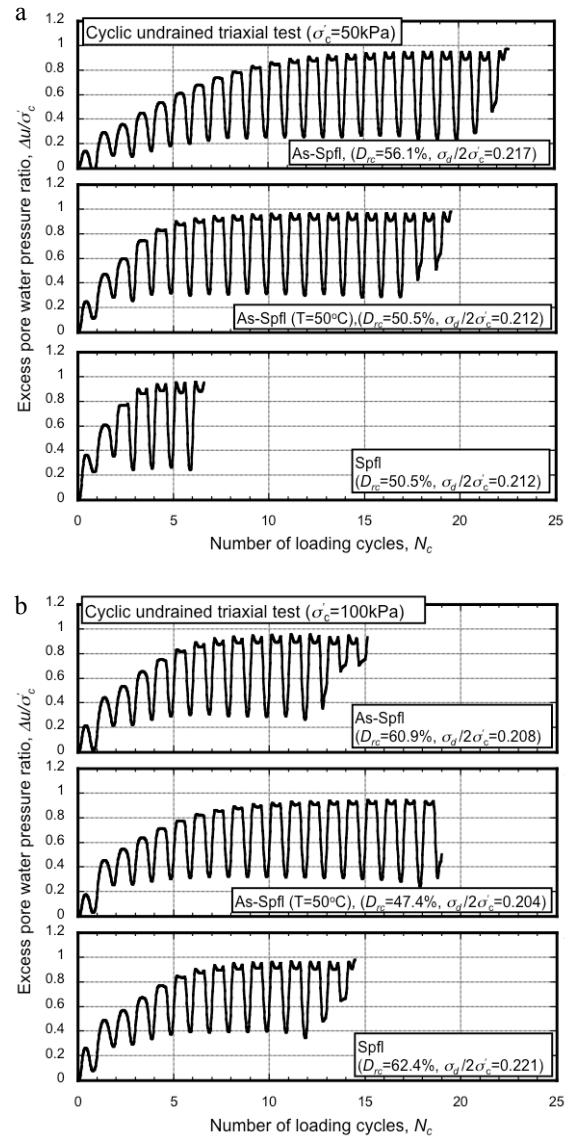 a
1.2
1
0.8
0.6
0.4
0.2
0
Cyclic undrained triaxial test (σ'c=50kPa)
As-Spfl, (Drc=56.1%, σd/2σ'c=0.217)
1.2
1
0.8
0.6
0.4
0.2
0
As-Spfl (T=50°C),(Drc=50.5%, σd/2σ'c=0.212)
1.2
1
0.8
0.6
0.4
0.2
0
Spfl
(Drc=50.5%, σd/2σ'c=0.212)
Excess pore water pressure ratio, Δu/σ'c
0 5 10 15 20 25
Number of loading cycles, Nc
b
1.2
1
0.8
0.6
0.4
0.2
0
Cyclic undrained triaxial test (σ'c=100kPa)
As-Spfl
(Drc=60.9%, σd/2σ'c=0.208)
1.2
1
0.8
0.6
0.4
0.2
0
As-Spfl (T=50°C), (Drc=47.4%, σd/2σ'c=0.204)
1.2
1
0.8
0.6
0.4
0.2
0
Spfl
(Drc=62.4%, σd/2σ'c=0.221)
Excess pore water pressure ratio, Δu/σ'c
0 5 10 15 20 25
Number of loading cycles, Nc